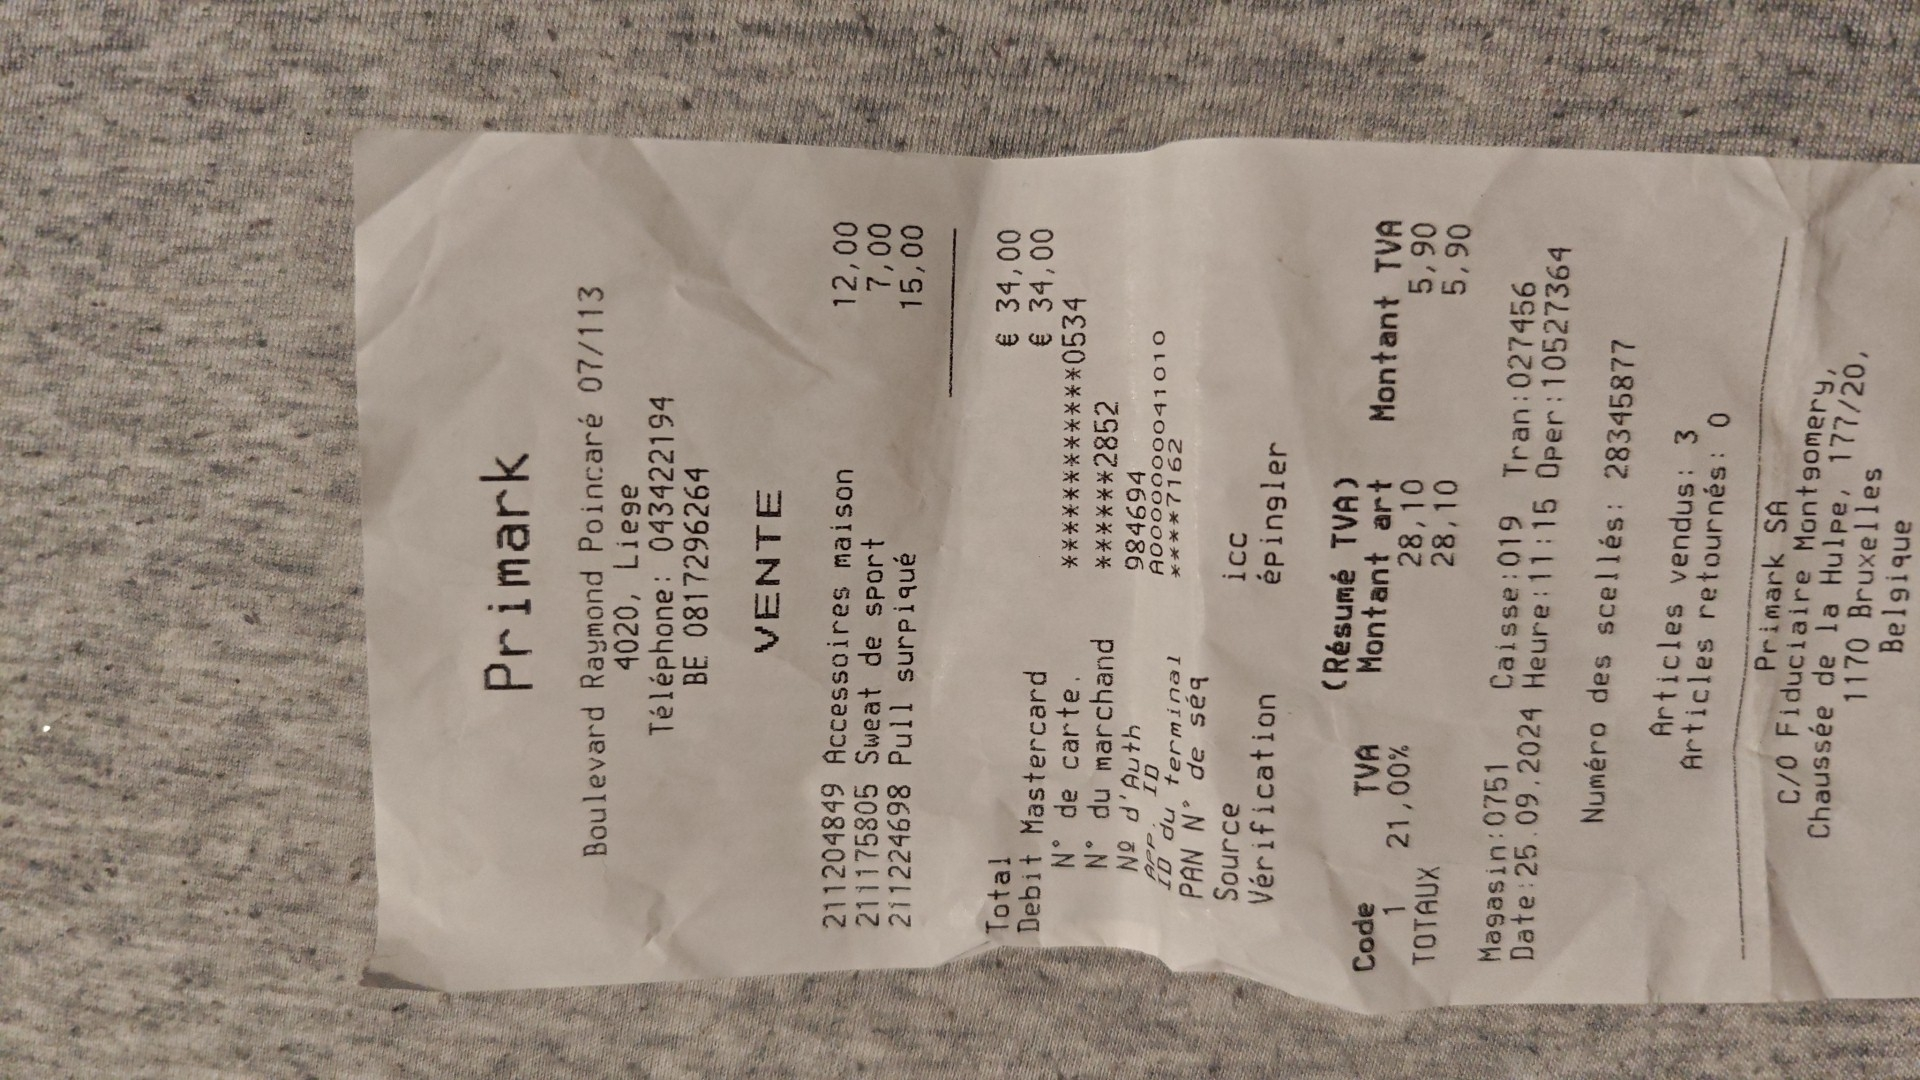 Primark
Boulevard Raymond Poincaré 07/113
4020, Liege
Téléphone: 043422194
BE 0817296264
VENTE
211204849 Accessoires maison 12,00
211175805 Sweat de sport 7,00
211224698 Pull surpiqué 15,00
Total € 34,00
Debit Mastercard € 34,00
N° de carte. ****************0534
N° du marchand ******2852
Nº d'Auth 984694
APP. ID A0000000041010
ID du terminal ****7162
PAN N° de séq
Source icc
Vérification épingler
(Résumé TVA)
Code TVA Montant art Montant TVA
1 21,00% 28,10 5,90
TOTAUX 28,10 5,90
Magasin:0751 Caisse:019 Tran:027456
Date:25.09.2024 Heure:11:15 Oper:10527364
Numéro des scellés: 28345877
Articles vendus: 3
Articles retournés: 0
Primark SA
C/O Fiduciaire Montgomery,
Chaussée de la Hulpe, 177/20,
1170 Bruxelles
Belgique